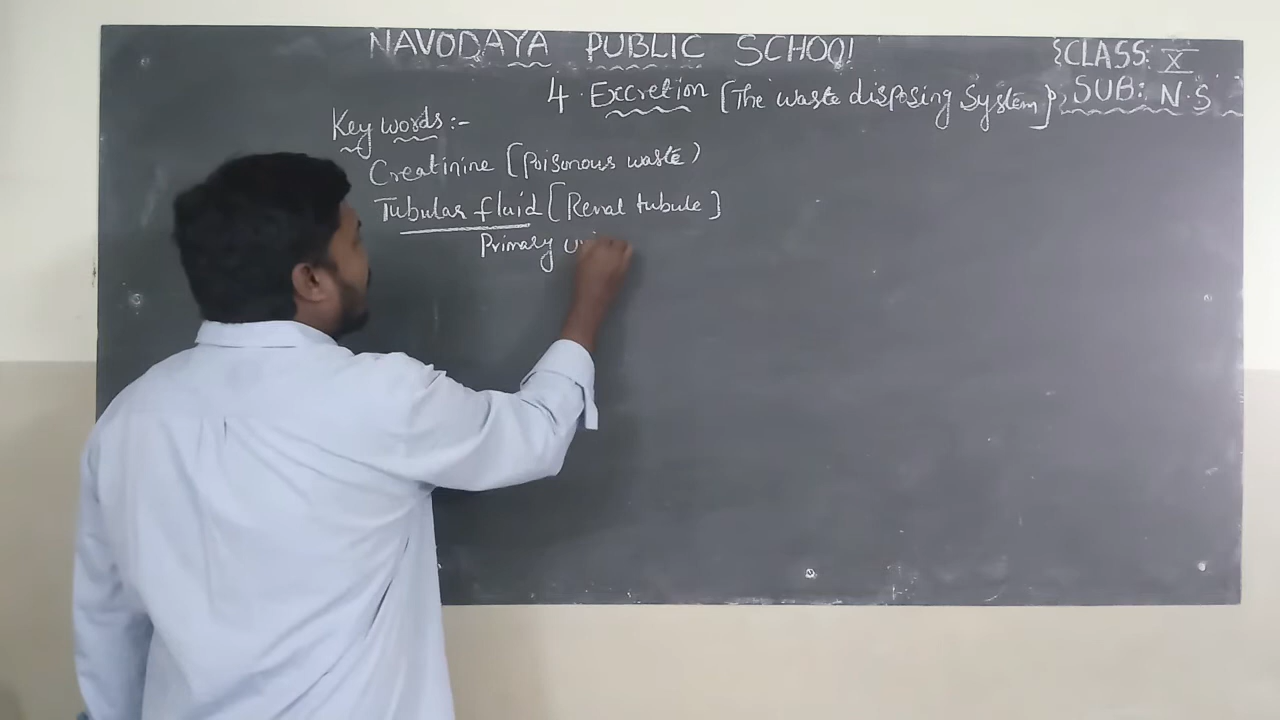 NAVODAYA PUBLIC SCHOOL
CLASS: X
SUB: N.S
4. Excretion [The waste disposing System]
Key words:-
Creatinine [Poisonous waste)
Tubular fluid [Renal tubule]
Primary